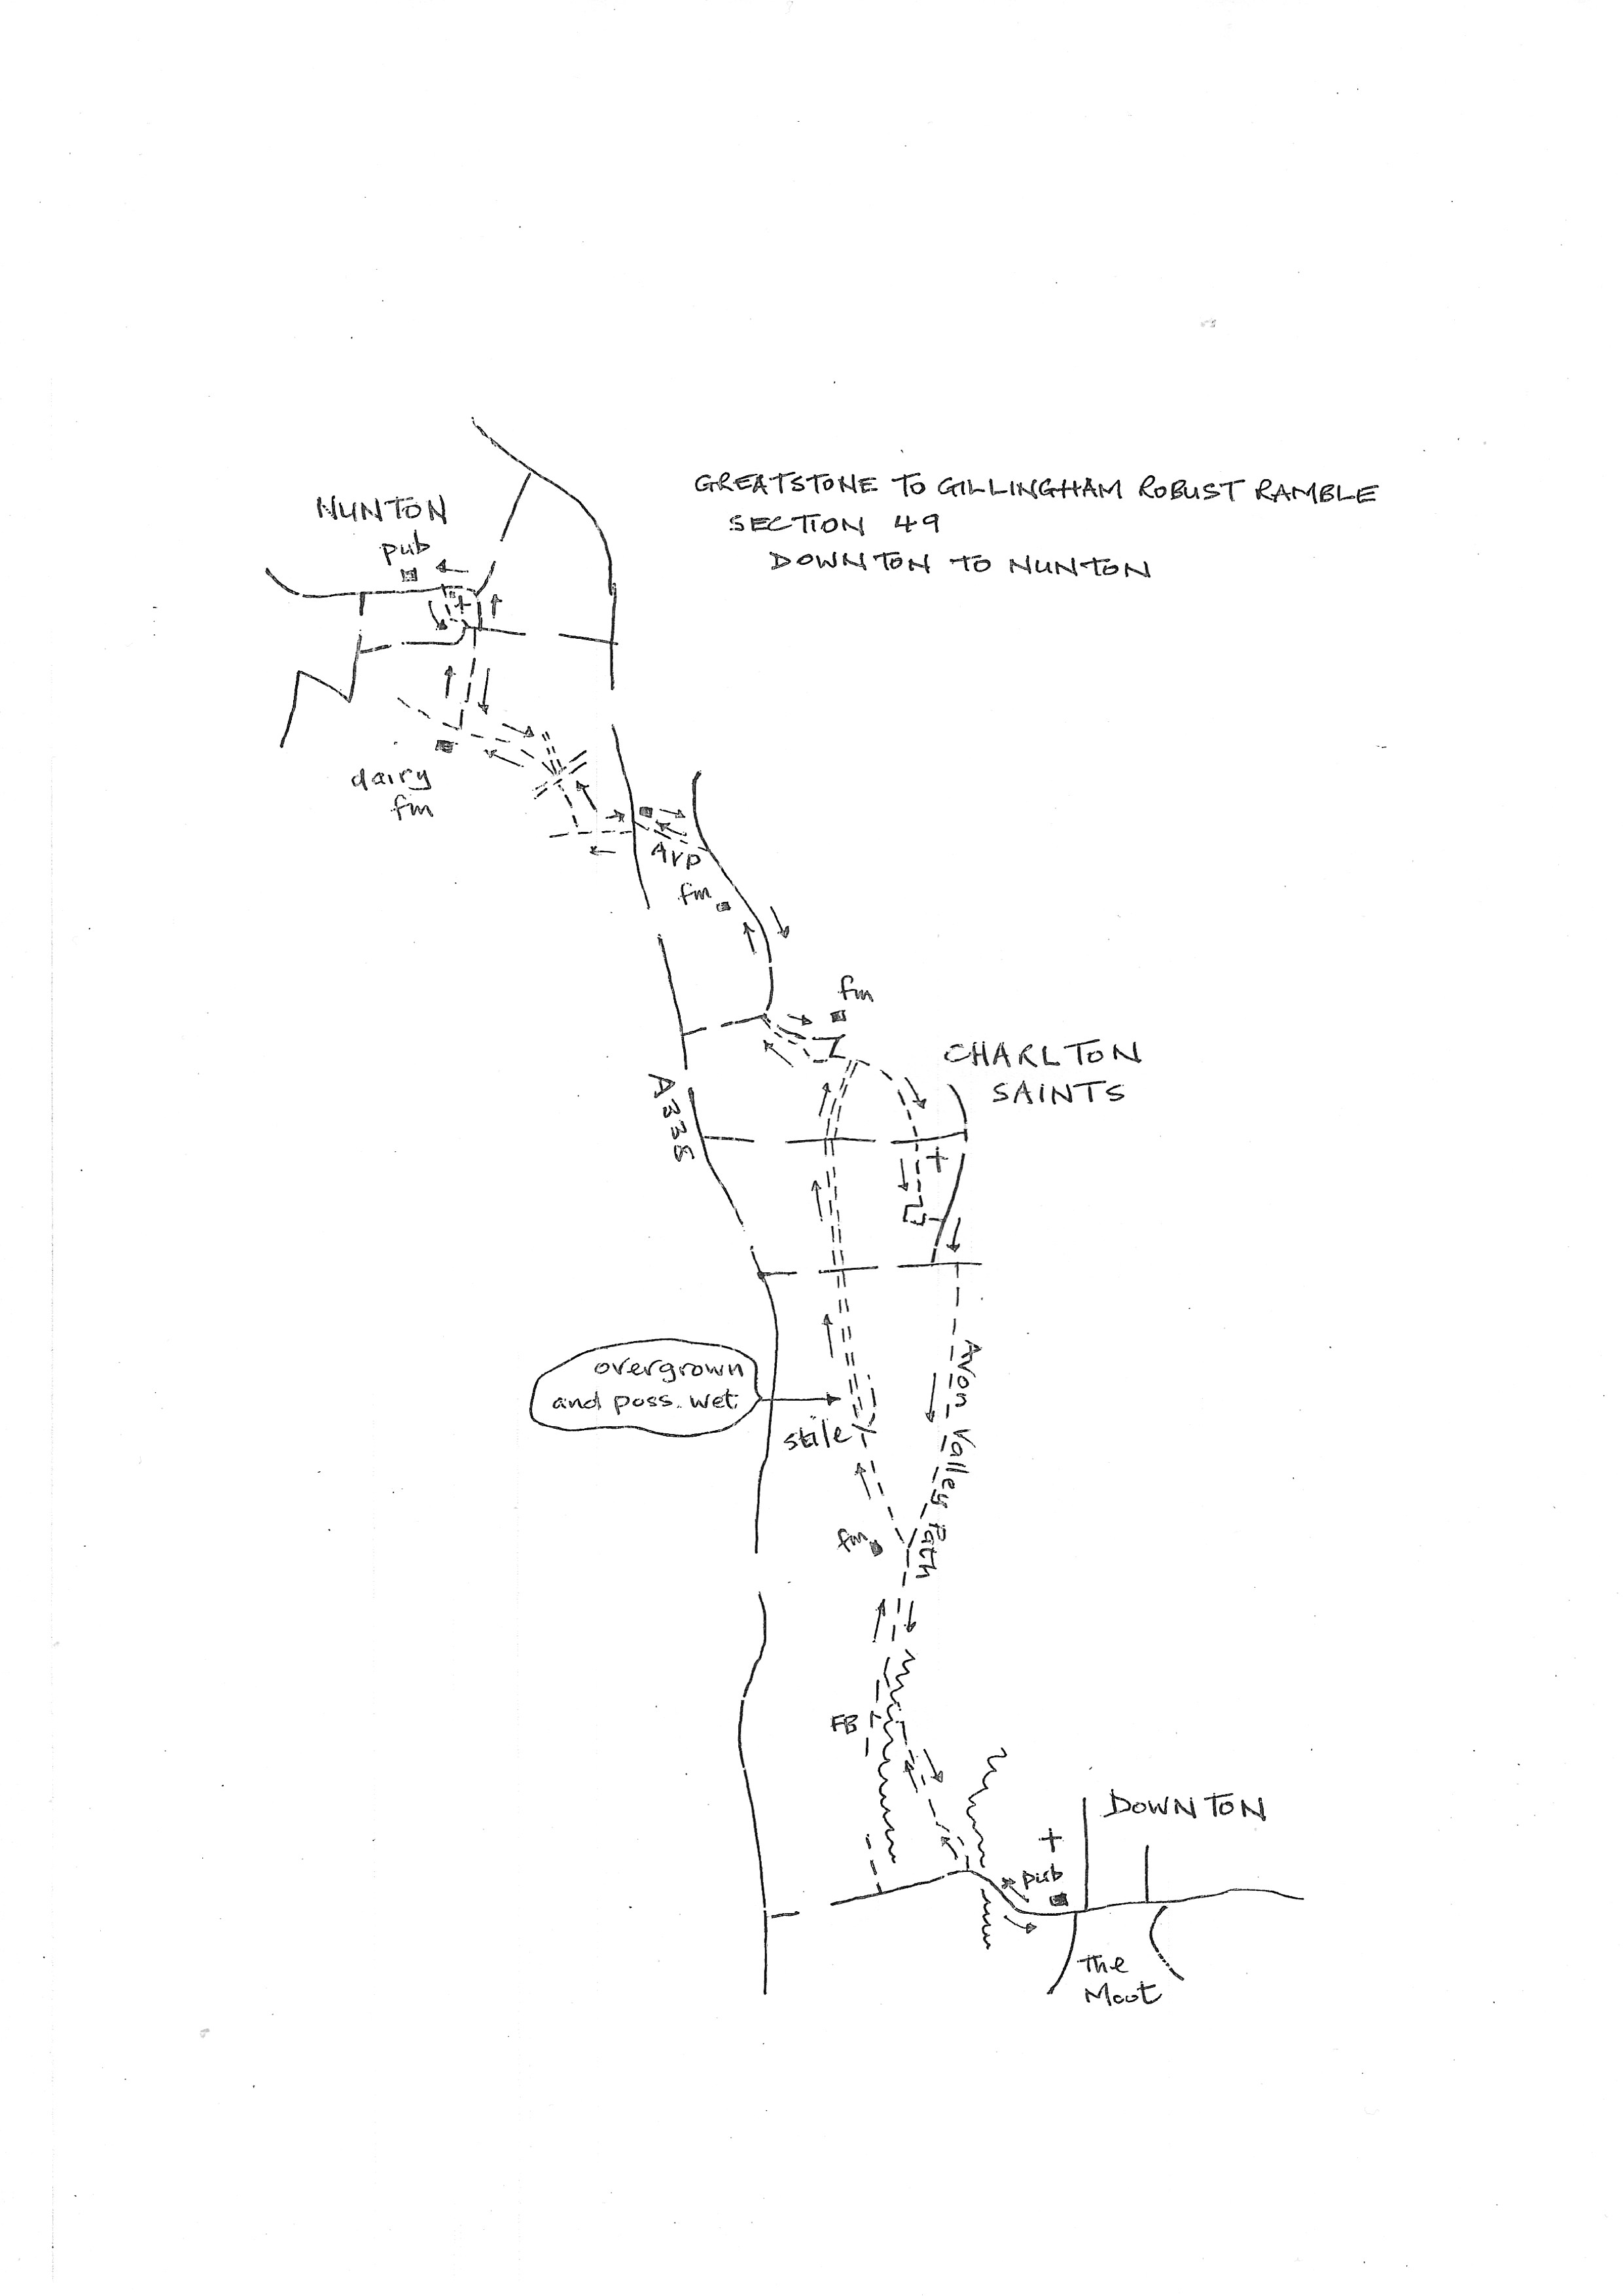 GREATSTONE TO GILLINGHAM ROBUST RAMBLE
SECTION 49
DOWNTON TO NUNTON
NUNTON
pub
dairy
fm
AVP
fm
fm
CHARLTON
SAINTS
A338
overgrown
and poss. wet.
stile
Avon Valley Path
fm
FB
DOWNTON
pub
The
Moot